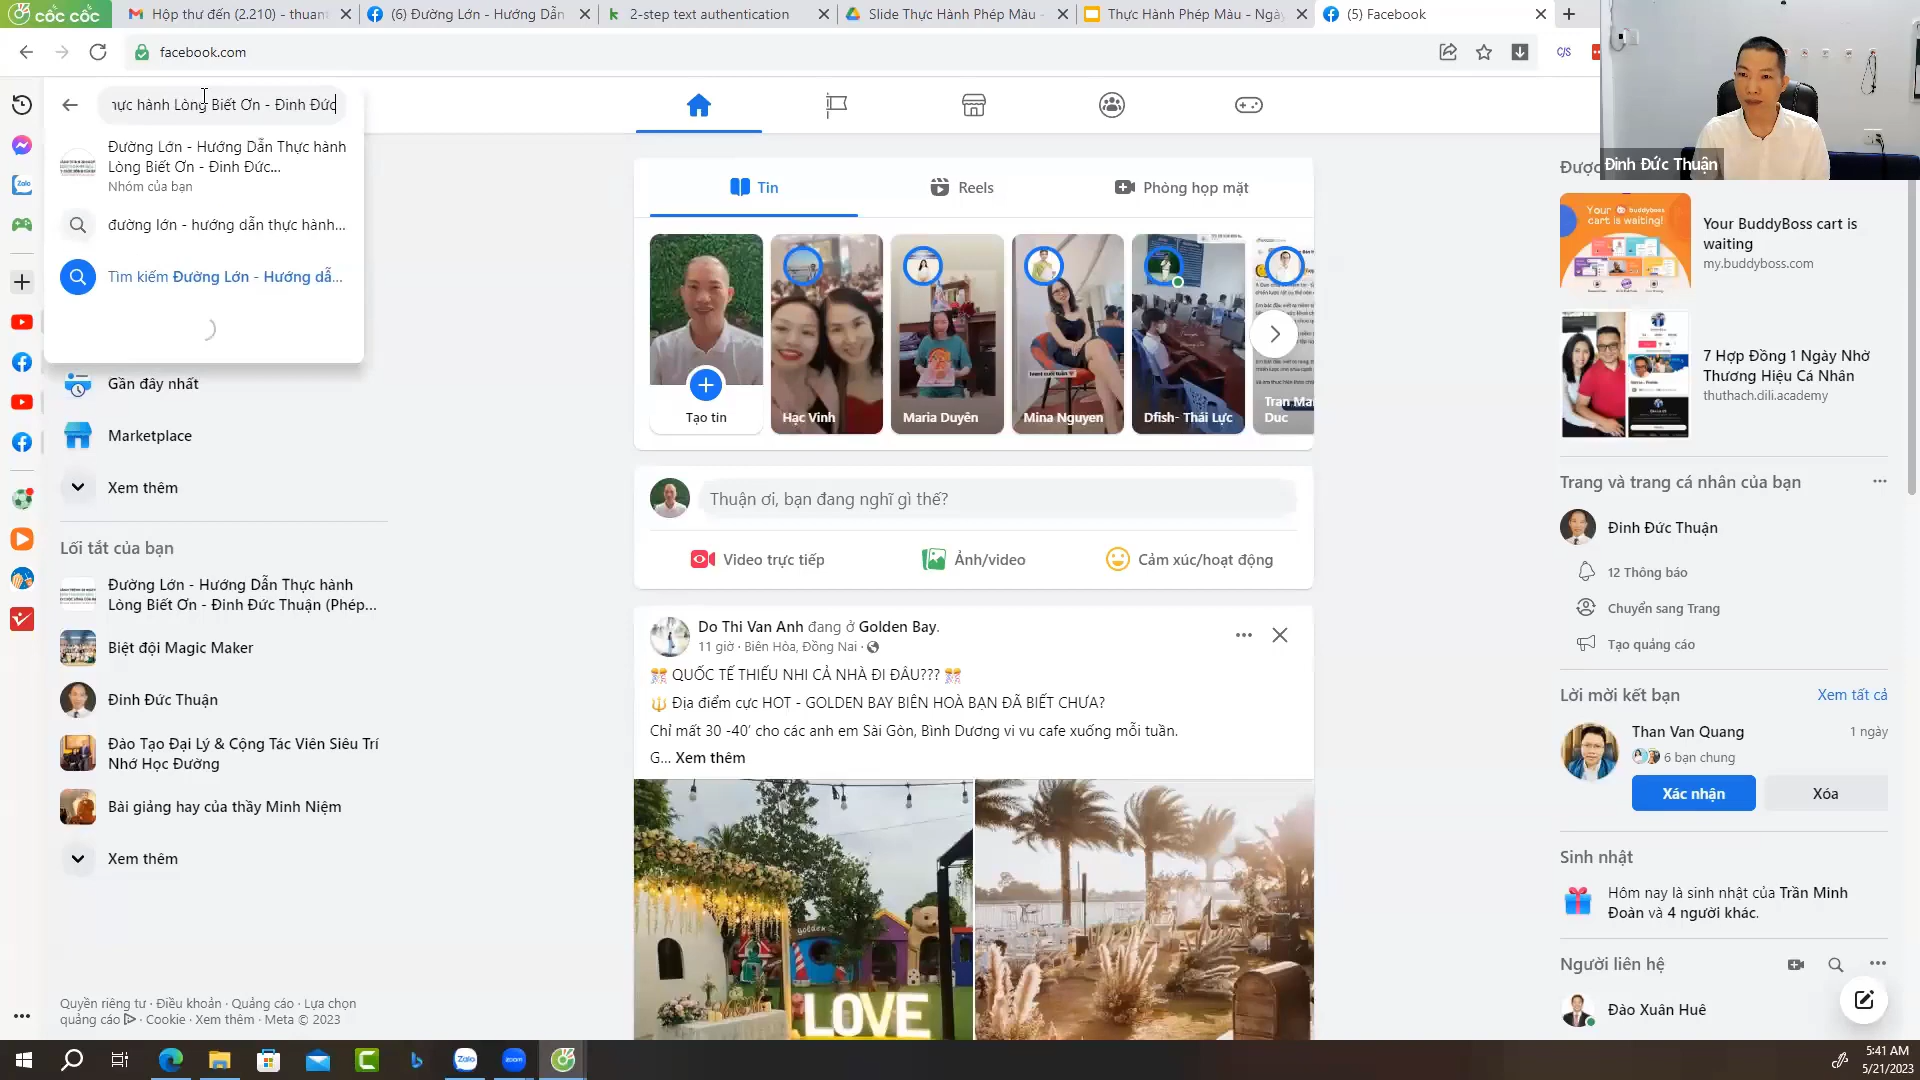 cốc cốc
Hộp thư đến (2.210) - thuan
(6) Đường Lớn - Hướng Dẫn
2-step text authentication
Slide Thực Hành Phép Màu -
Thực Hành Phép Màu - Ngày
(5) Facebook
facebook.com
Đinh Đức Thuận
hực hành Lòng Biết Ơn - Đinh Đức
Đường Lớn - Hướng Dẫn Thực hành
Lòng Biết Ơn - Đinh Đức...
Nhóm của bạn
đường lớn - hướng dẫn thực hành...
Tìm kiếm Đường Lớn - Hướng dẫ...
Gần đây nhất
Marketplace
Xem thêm
Lối tắt của bạn
Đường Lớn - Hướng Dẫn Thực hành
Lòng Biết Ơn - Đinh Đức Thuận (Phép...
Biệt đội Magic Maker
Đinh Đức Thuận
Đào Tạo Đại Lý & Cộng Tác Viên Siêu Trí
Nhớ Học Đường
Bài giảng hay của thầy Minh Niệm
Xem thêm
Quyền riêng tư · Điều khoản · Quảng cáo · Lựa chọn
quảng cáo · Cookie · Xem thêm · Meta © 2023
Tin
Reels
Phòng họp mặt
Tạo tin
Hạc Vinh
Maria Duyên
Mina Nguyen
Dfish- Thái Lực
Tran Ma
Duc
Thuận ơi, bạn đang nghĩ gì thế?
Video trực tiếp
Ảnh/video
Cảm xúc/hoạt động
Do Thi Van Anh đang ở Golden Bay.
11 giờ · Biên Hòa, Đồng Nai ·
QUỐC TẾ THIẾU NHI CẢ NHÀ ĐI ĐÂU???
Địa điểm cực HOT - GOLDEN BAY BIÊN HOÀ BẠN ĐÃ BIẾT CHƯA?
Chỉ mất 30 -40’ cho các anh em Sài Gòn, Bình Dương vi vu cafe xuống mỗi tuần.
G... Xem thêm
golden
LOVE
Được
Your buddyboss
cart is waiting!
Your BuddyBoss cart is
waiting
my.buddyboss.com
7 Hợp Đồng 1 Ngày Nhờ
Thương Hiệu Cá Nhân
thuthach.dili.academy
Trang và trang cá nhân của bạn
Đinh Đức Thuận
12 Thông báo
Chuyển sang Trang
Tạo quảng cáo
Lời mời kết bạn
Xem tất cả
Than Van Quang
1 ngày
6 bạn chung
Xác nhận
Xóa
Sinh nhật
Hôm nay là sinh nhật của Trần Minh
Đoàn và 4 người khác.
Người liên hệ
Đào Xuân Huê
Zalo
zoom
5:41 AM
5/21/2023